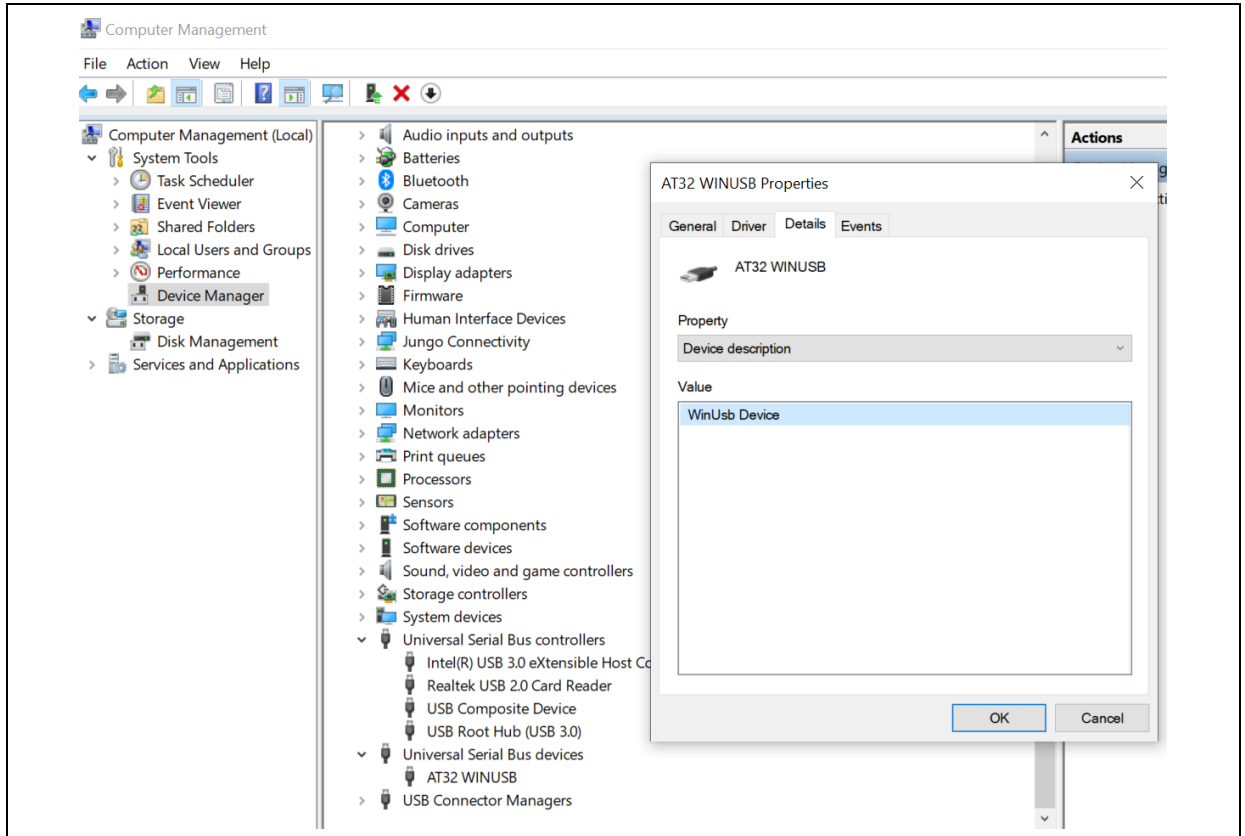 Computer Management
File Action View Help
Computer Management (Local)
System Tools
Task Scheduler
Event Viewer
Shared Folders
Local Users and Groups
Performance
Device Manager
Storage
Disk Management
Services and Applications
Audio inputs and outputs
Batteries
Bluetooth
Cameras
Computer
Disk drives
Display adapters
Firmware
Human Interface Devices
Jungo Connectivity
Keyboards
Mice and other pointing devices
Monitors
Network adapters
Print queues
Processors
Sensors
Software components
Software devices
Sound, video and game controllers
Storage controllers
System devices
Universal Serial Bus controllers
Intel(R) USB 3.0 eXtensible Host Co
Realtek USB 2.0 Card Reader
USB Composite Device
USB Root Hub (USB 3.0)
Universal Serial Bus devices
AT32 WINUSB
USB Connector Managers
Actions
AT32 WINUSB Properties
General Driver Details Events
AT32 WINUSB
Property
Device description
Value
WinUsb Device
OK Cancel